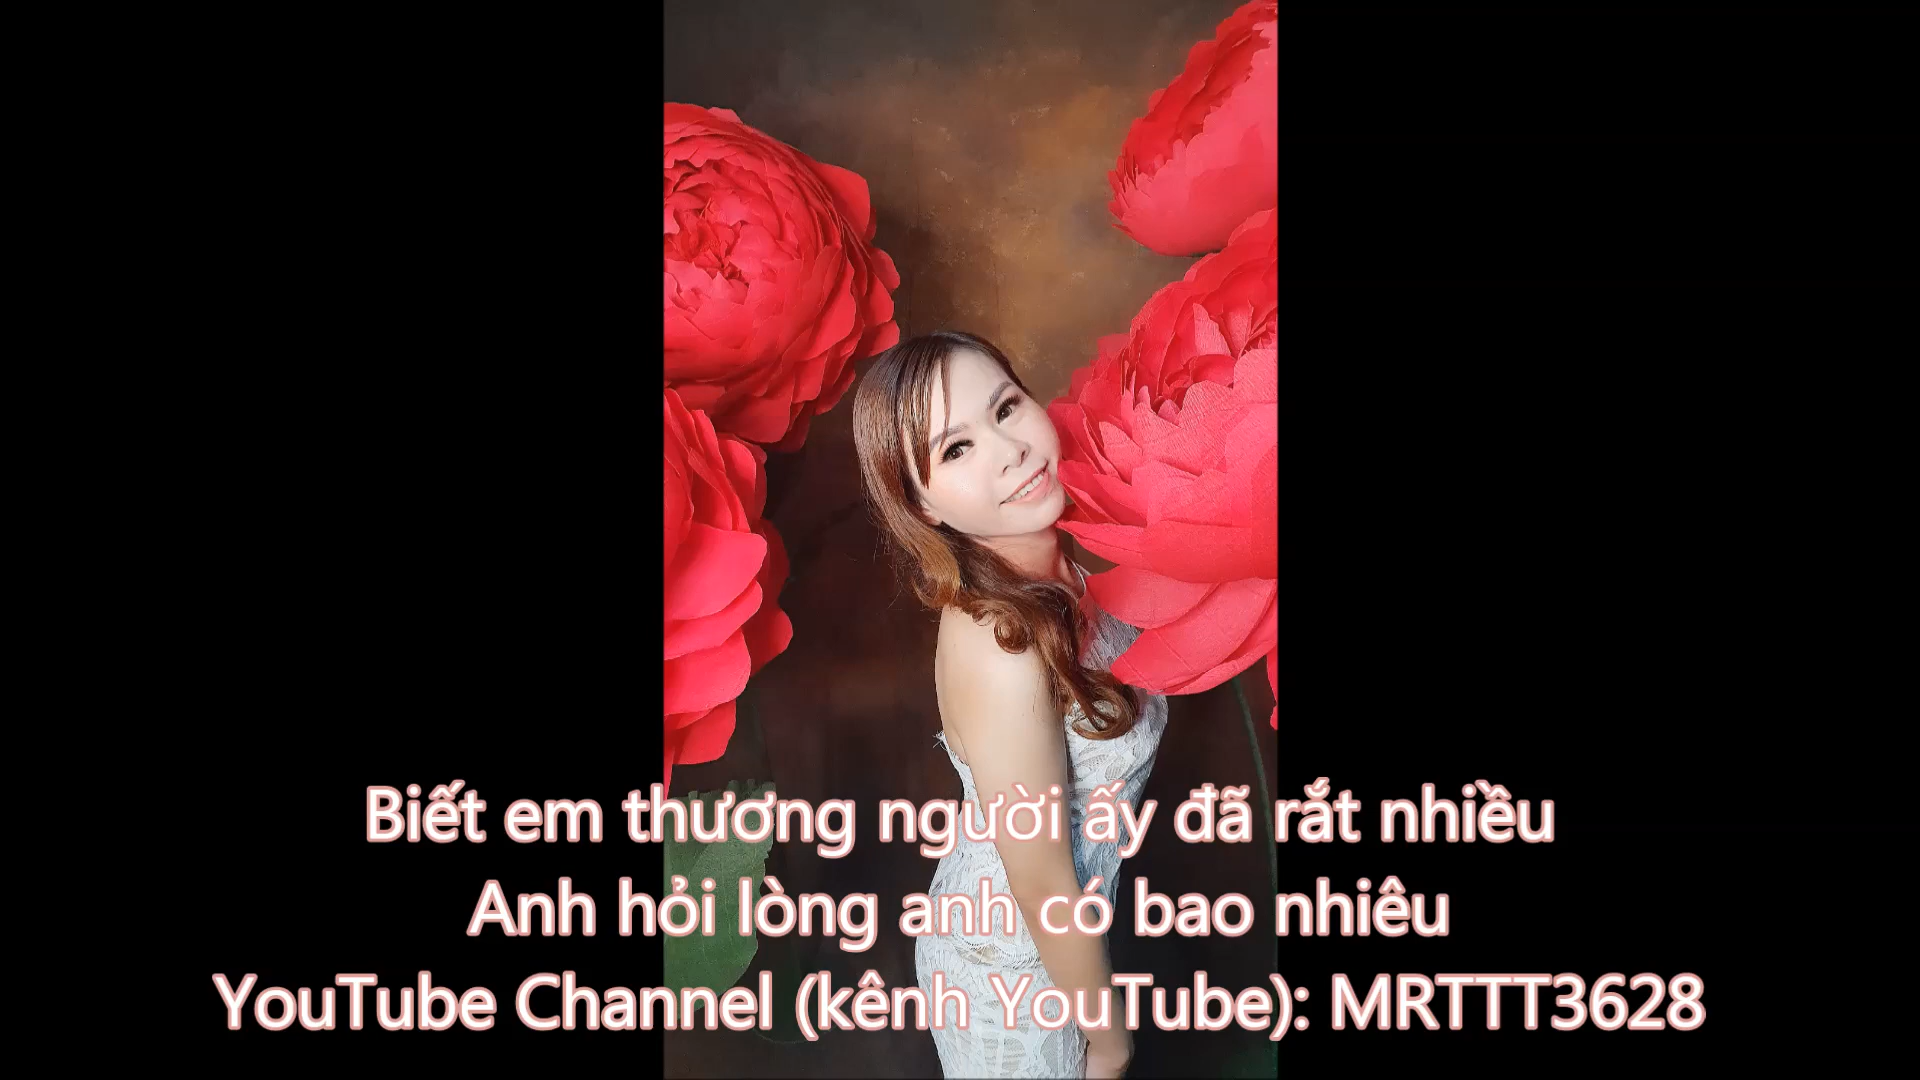 Biết em thương người ấy đã rắt nhiều
Anh hỏi lòng anh có bao nhiêu
YouTube Channel (kênh YouTube): MRTTT3628